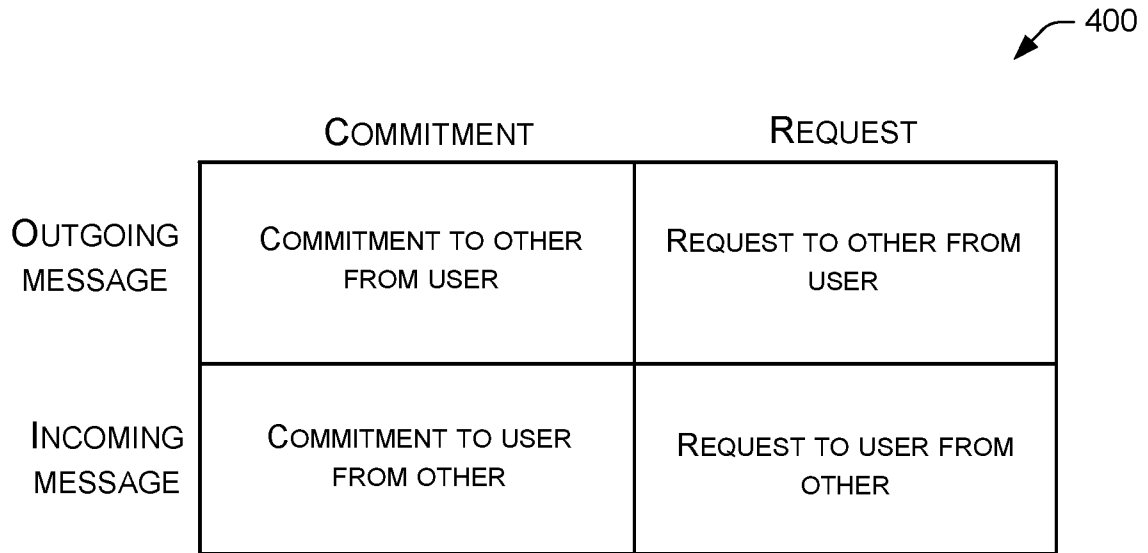 400
COMMITMENT
REQUEST
OUTGOING
MESSAGE
COMMITMENT TO OTHER
FROM USER
REQUEST TO OTHER FROM
USER
INCOMING
MESSAGE
COMMITMENT TO USER
FROM OTHER
REQUEST TO USER FROM
OTHER